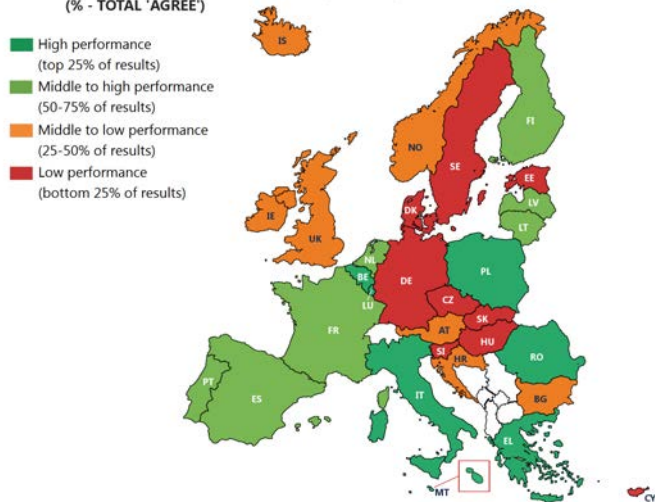 (% - TOTAL 'AGREE')
High performance
(top 25% of results)
Middle to high performance
(50-75% of results)
Middle to low performance
(25-50% of results)
Low performance
(bottom 25% of results)
IS
FI
NO
SE
EE
LV
LT
DK
IE
UK
NL
BE
DE
PL
LU
CZ
SK
FR
AT
HU
SI
HR
RO
PT
ES
IT
BG
EL
MT
CY